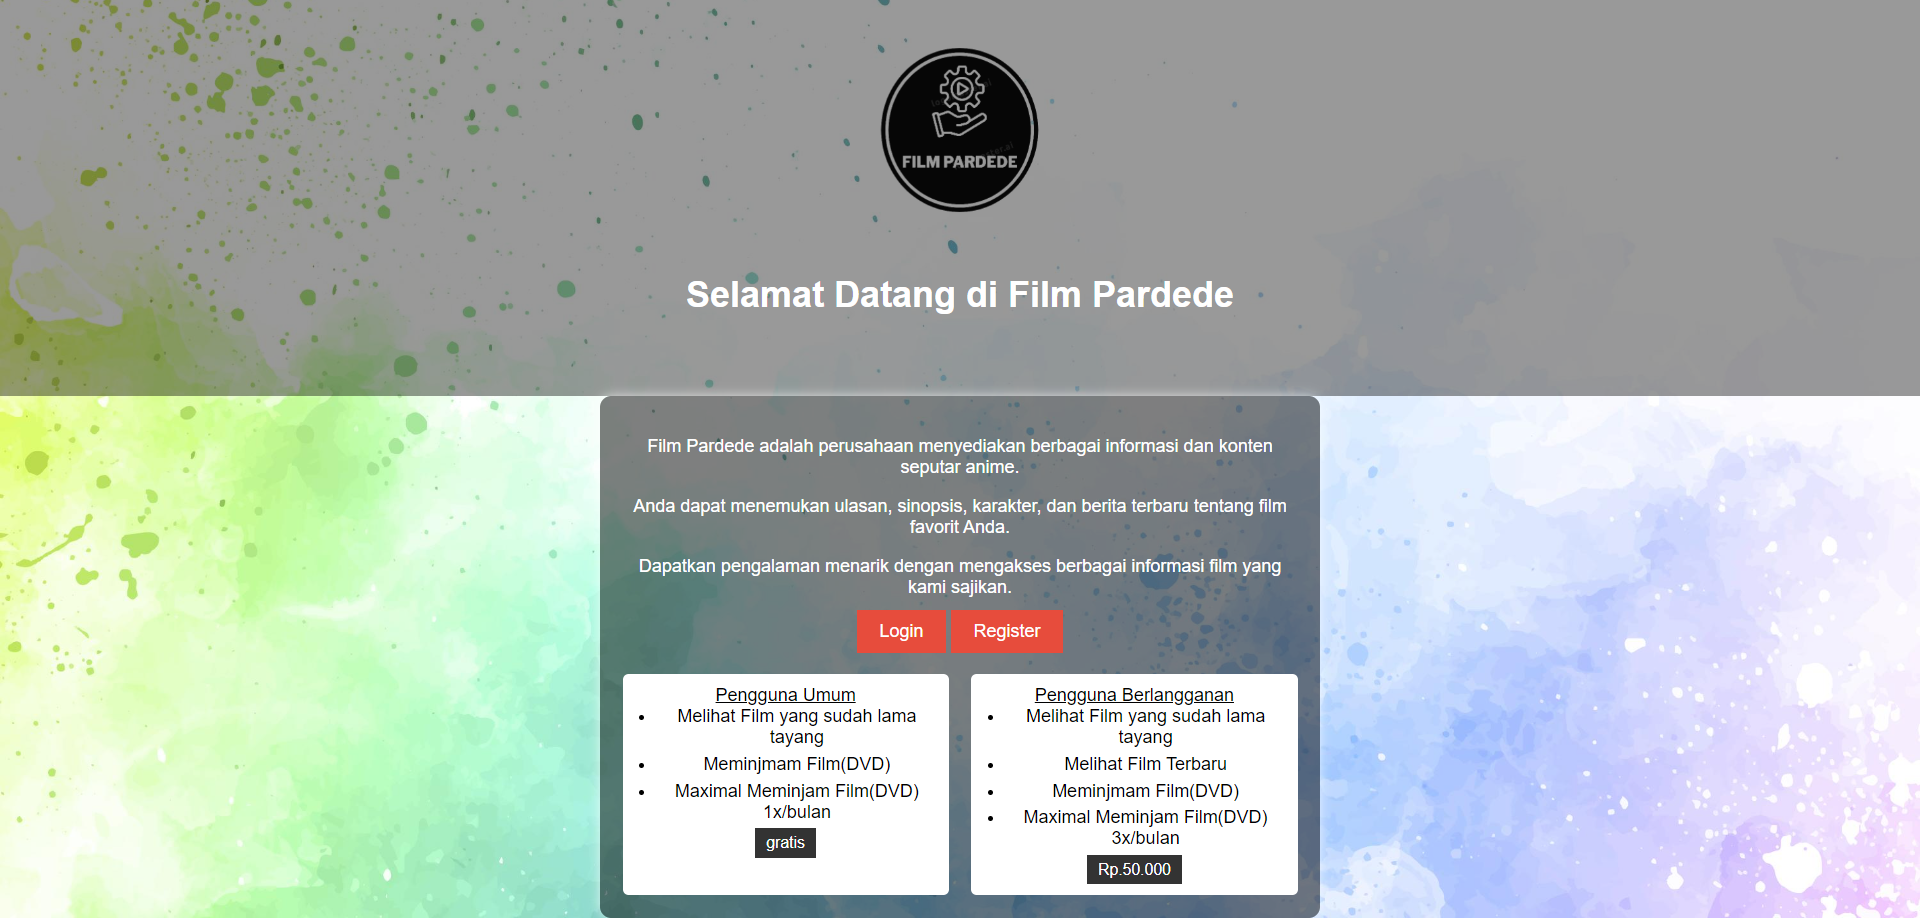 FILM PARDEDE
Selamat Datang di Film Pardede
Film Pardede adalah perusahaan menyediakan berbagai informasi dan konten
seputar anime.
Anda dapat menemukan ulasan, sinopsis, karakter, dan berita terbaru tentang film
favorit Anda.
Dapatkan pengalaman menarik dengan mengakses berbagai informasi film yang
kami sajikan.
Login
Register
Pengguna Umum
Melihat Film yang sudah lama
tayang
Meminjmam Film(DVD)
Maximal Meminjam Film(DVD)
1x/bulan
gratis
Pengguna Berlangganan
Melihat Film yang sudah lama
tayang
Melihat Film Terbaru
Meminjmam Film(DVD)
Maximal Meminjam Film(DVD)
3x/bulan
Rp.50.000